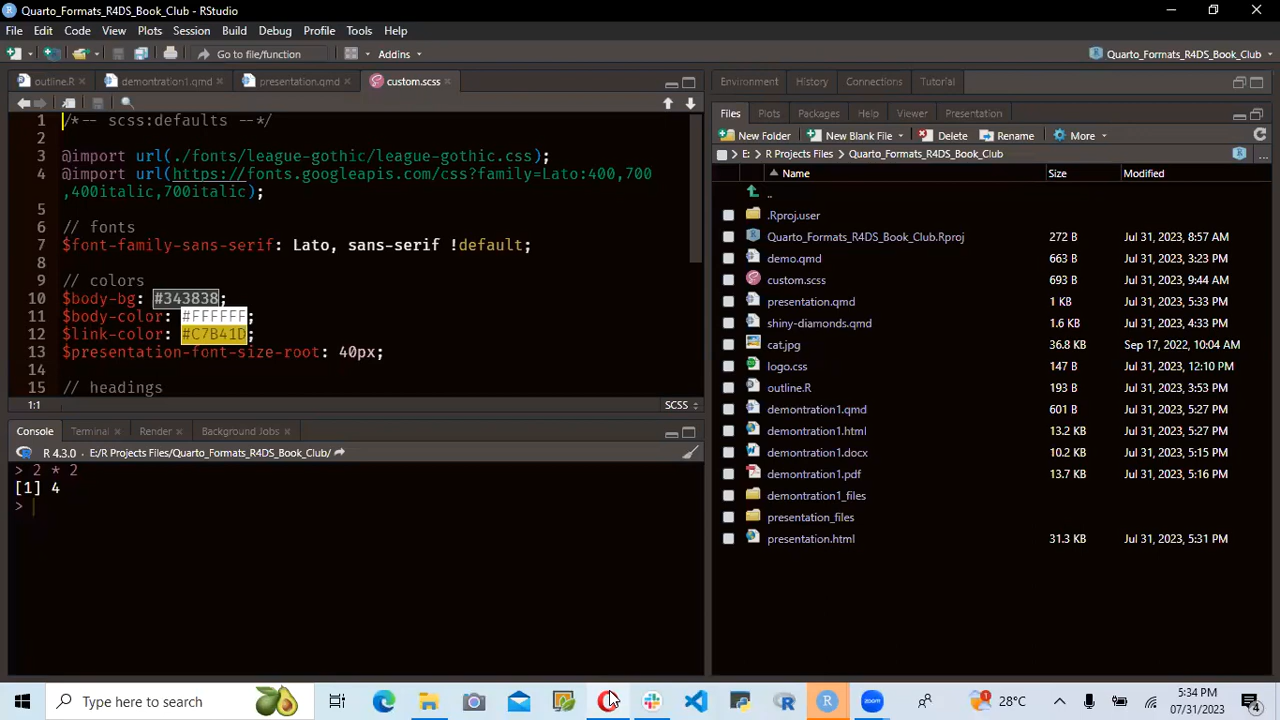 Quarto_Formats_R4DS_Book_Club - RStudio
File Edit Code View Plots Session Build Debug Profile Tools Help
Go to file/function Addins Quarto_Formats_R4DS_Book_Club
outline.R demontration1.qmd presentation.qmd custom.scss
Environment History Connections Tutorial
1 /*-- scss:defaults --*/
2
3 @import url(./fonts/league-gothic/league-gothic.css);
4 @import url(https://fonts.googleapis.com/css?family=Lato:400,700
,400italic,700italic);
5
6 // fonts
7 $font-family-sans-serif: Lato, sans-serif !default;
8
9 // colors
10 $body-bg: #343838;
11 $body-color: #FFFFFF;
12 $link-color: #C7B41D;
13 $presentation-font-size-root: 40px;
14
15 // headings
1:1 SCSS
Console Terminal Render Background Jobs
R 4.3.0 · E:/R Projects Files/Quarto_Formats_R4DS_Book_Club/
> 2 * 2
[1] 4
>
Files Plots Packages Help Viewer Presentation
New Folder New Blank File Delete Rename More
E: R Projects Files Quarto_Formats_R4DS_Book_Club ...
Name Size Modified
..
.Rproj.user
Quarto_Formats_R4DS_Book_Club.Rproj 272 B Jul 31, 2023, 8:57 AM
demo.qmd 663 B Jul 31, 2023, 3:23 PM
custom.scss 693 B Jul 31, 2023, 9:44 AM
presentation.qmd 1 KB Jul 31, 2023, 5:33 PM
shiny-diamonds.qmd 1.6 KB Jul 31, 2023, 4:33 PM
cat.jpg 36.8 KB Sep 17, 2022, 10:04 AM
logo.css 147 B Jul 31, 2023, 12:10 PM
outline.R 193 B Jul 31, 2023, 3:53 PM
demontration1.qmd 601 B Jul 31, 2023, 5:27 PM
demontration1.html 13.2 KB Jul 31, 2023, 5:27 PM
demontration1.docx 10.2 KB Jul 31, 2023, 5:15 PM
demontration1.pdf 13.7 KB Jul 31, 2023, 5:16 PM
demontration1_files
presentation_files
presentation.html 31.3 KB Jul 31, 2023, 5:31 PM
Type here to search 28°C 5:34 PM
07/31/2023 4